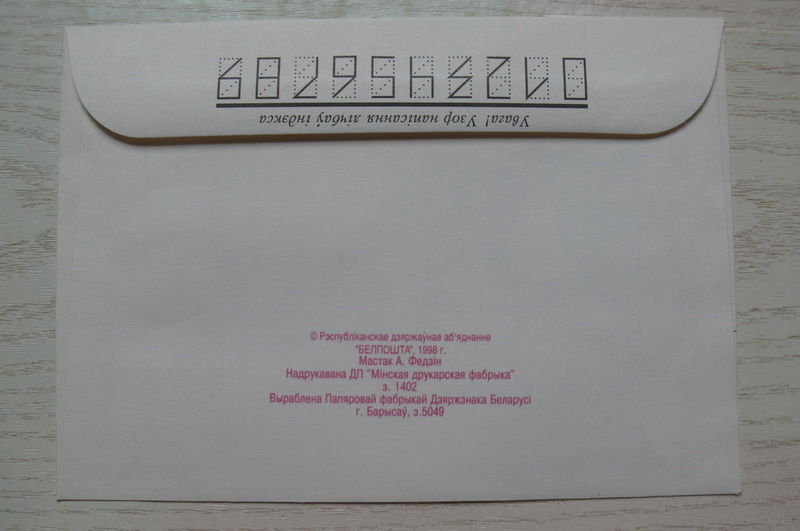 Увага! Узор напісання лічбаў індэкса
0123456789
© Рэспубліканскае дзяржаўнае аб'яднанне
"БЕЛПОШТА", 1998 г.
Мастак А. Федзін
Надрукавана ДП "Мінская друкарская фабрыка"
з. 1402
Выраблена Папяровай фабрыкай Дзяржзнака Беларусі
г. Барысаў, з.5049